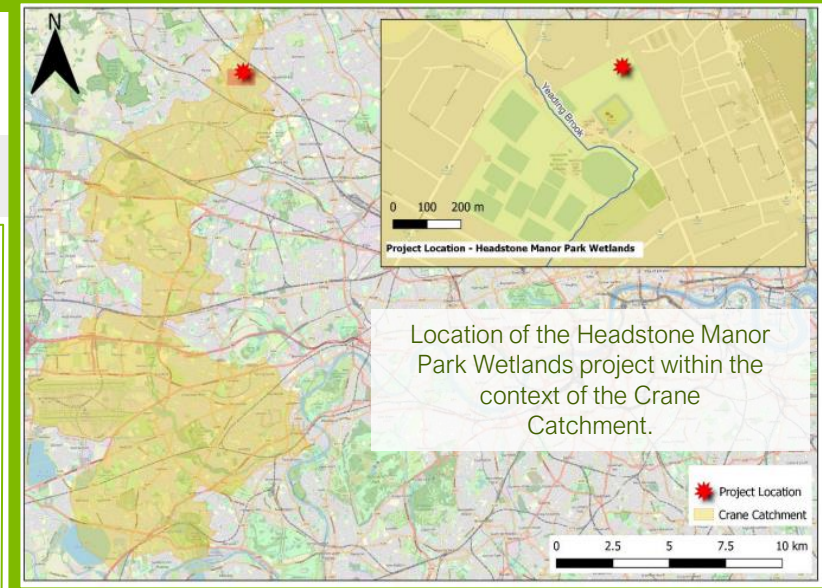 N
Yeading Brook
0 100 200 m
Project Location - Headstone Manor Park Wetlands
Location of the Headstone Manor
Park Wetlands project within the
context of the Crane
Catchment.
Project Location
Crane Catchment
0 2.5 5 7.5 10 km